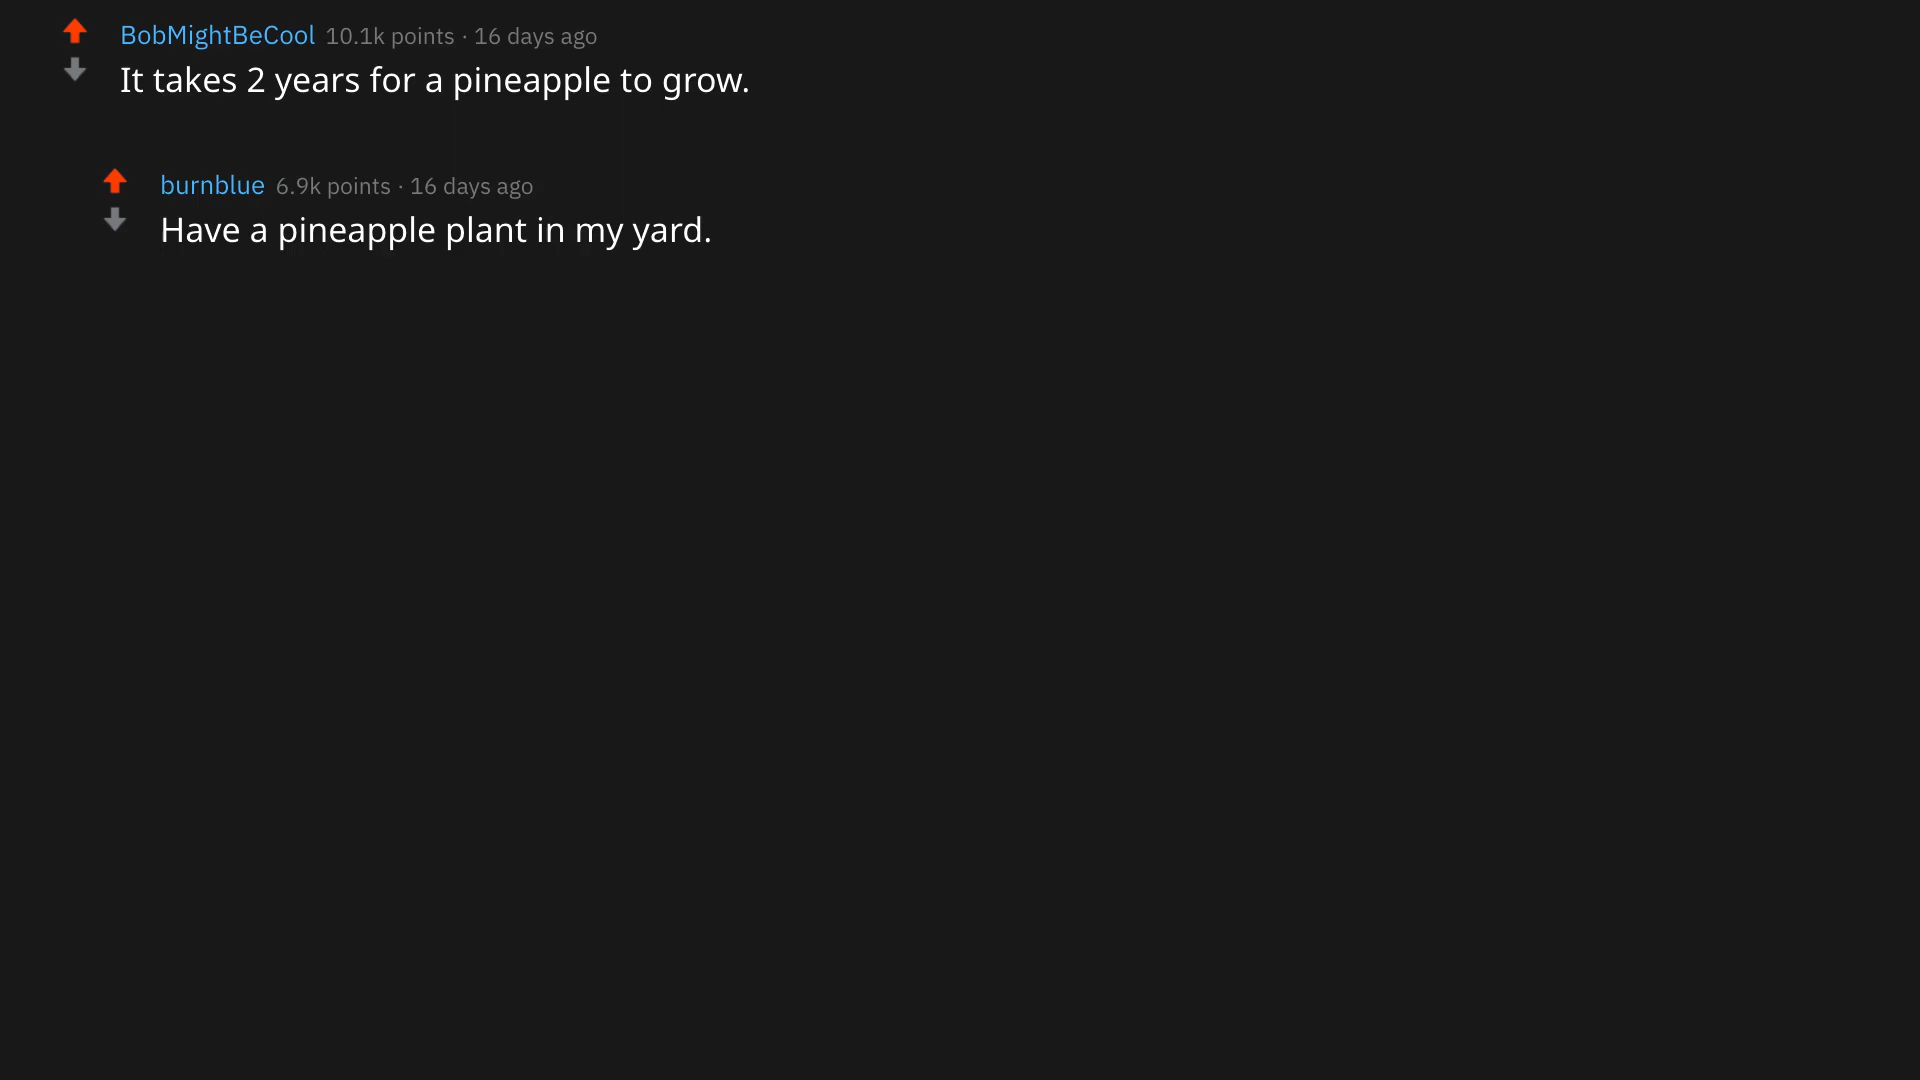 BobMightBeCool 10.1k points · 16 days ago
It takes 2 years for a pineapple to grow.
burnblue 6.9k points · 16 days ago
Have a pineapple plant in my yard.